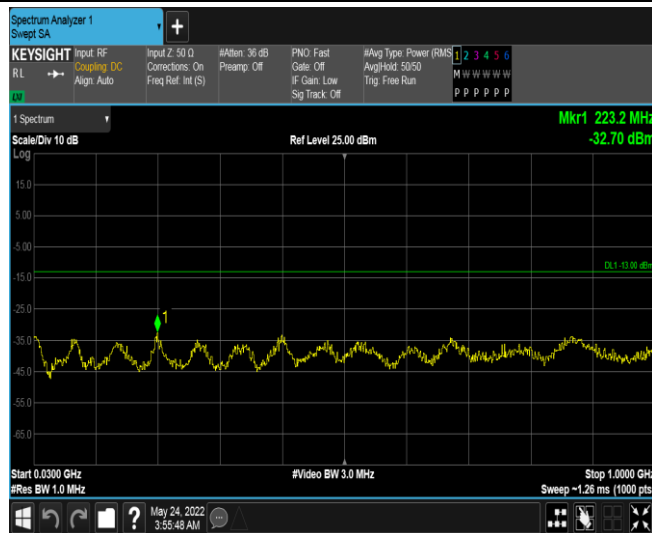 Spectrum Analyzer 1
Swept SA
+
KEYSIGHT
RL
Input: RF
Coupling: DC
Align: Auto
Input Z: 50 Ω
Corrections: On
Freq Ref: Int (S)
#Atten: 36 dB
Preamp: Off
PNO: Fast
Gate: Off
IF Gain: Low
Sig Track: Off
#Avg Type: Power (RMS
Avg|Hold: 50/50
Trig: Free Run
1 2 3 4 5 6
M W W W W W
P P P P P P
1 Spectrum
Mkr1 223.2 MHz
Scale/Div 10 dB
Ref Level 25.00 dBm
-32.70 dBm
Log
15.0
5.00
-5.00
DL1 -13.00 dBm
-15.0
-25.0
1
-35.0
-45.0
-55.0
-65.0
Start 0.0300 GHz
#Video BW 3.0 MHz
Stop 1.0000 GHz
#Res BW 1.0 MHz
Sweep ~1.26 ms (1000 pts)
?
May 24, 2022
3:55:48 AM